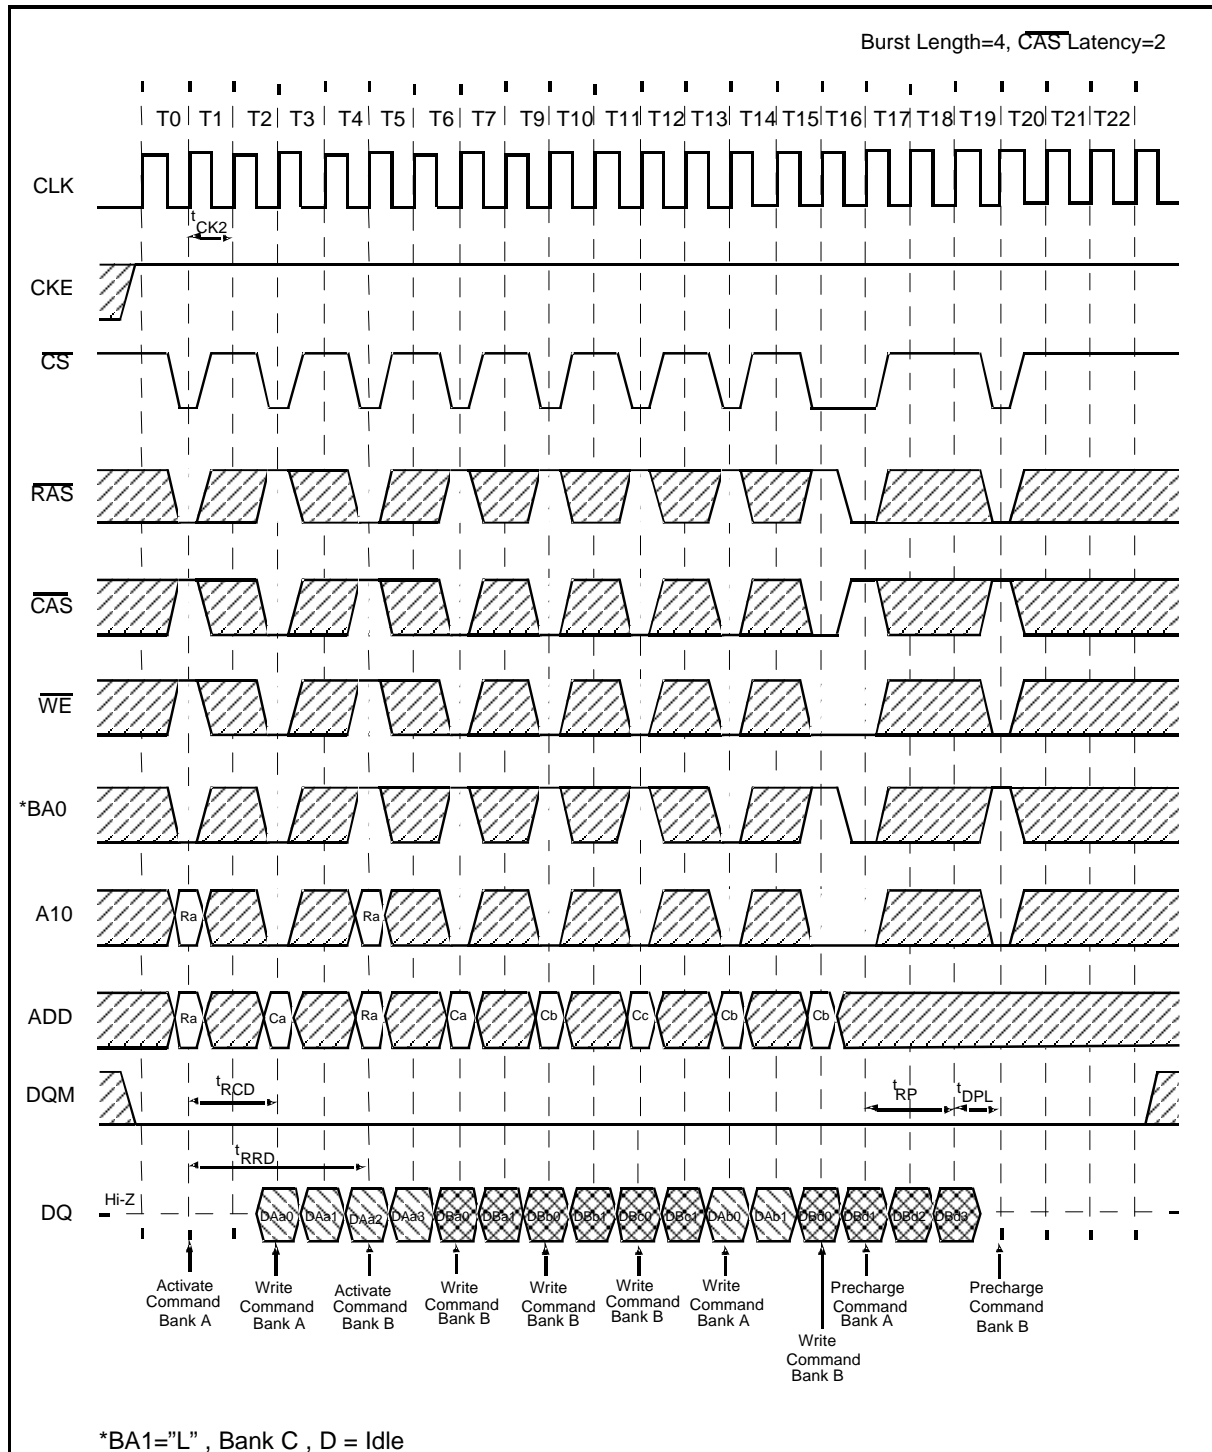 Burst Length=4, CAS Latency=2
T0 T1 T2 T3 T4 T5 T6 T7 T9 T10 T11 T12 T13 T14 T15 T16 T17 T18 T19 T20 T21 T22
CLK
tCK2
CKE
CS
RAS
CAS
WE
*BA0
A10
Ra Ra
ADD
Ra Ca Ra Ca Cb Cc Cb Cb
DQM
tRCD
tRP tDPL
tRRD
Hi-Z
DQ
DAa0 DAa1 DAa2 DAa3 DBa0 DBa1 DBb0 DBb1 DBc0 DBc1 DAb0 DAb1 DBd0 DBd1 DBd2 DBd3
Activate
Command
Bank A
Write
Command
Bank A
Activate
Command
Bank B
Write
Command
Bank B
Write
Command
Bank B
Write
Command
Bank B
Write
Command
Bank A
Write
Command
Bank B
Precharge
Command
Bank A
Precharge
Command
Bank B
*BA1="L" , Bank C , D = Idle